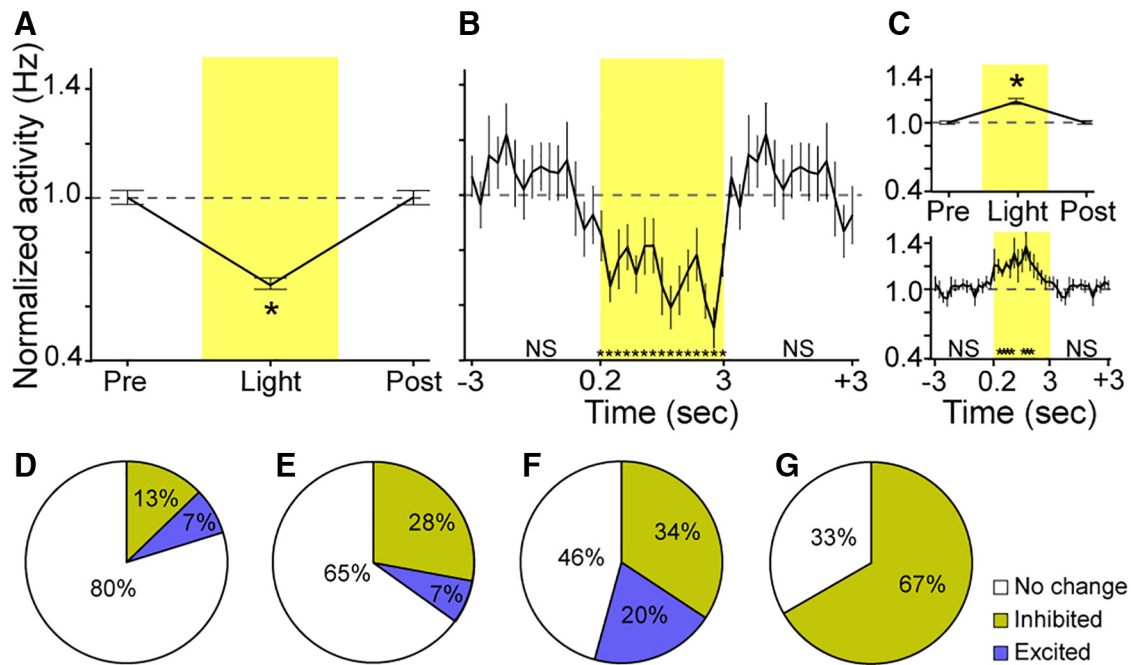 A
B
C
Normalized activity (Hz)
1.4
1.0
0.4
Pre
Light
Post
*
NS
****************
NS
-3
0.2
3
+3
Time (sec)
1.4
1.0
0.4
*
Pre
Light
Post
1.4
1.0
0.4
NS
**** ***
NS
-3
0.2
3
+3
Time (sec)
D
E
F
G
13%
7%
80%
28%
7%
65%
34%
20%
46%
33%
67%
No change
Inhibited
Excited